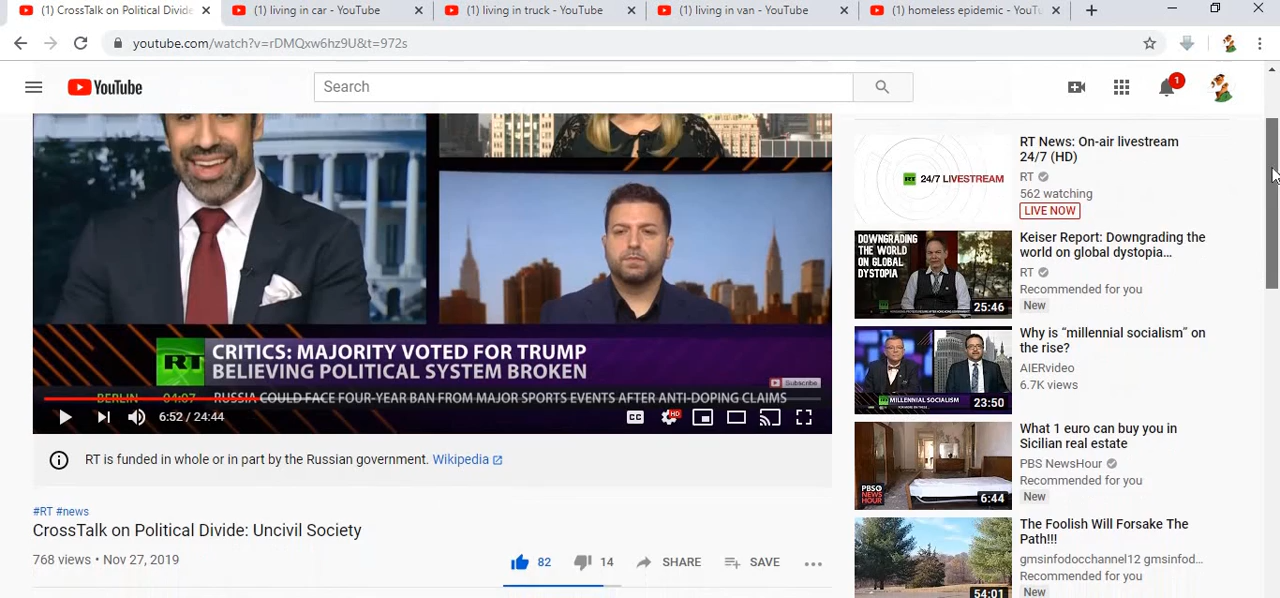 (1) CrossTalk on Political Divide
(1) living in car - YouTube
(1) living in truck - YouTube
(1) living in van - YouTube
(1) homeless epidemic - YouTu
youtube.com/watch?v=rDMQxw6hz9U&t=972s
YouTube
Search
1
RT 24/7 LIVESTREAM
RT News: On-air livestream
24/7 (HD)
RT
562 watching
LIVE NOW
DOWNGRADING
THE WORLD
ON GLOBAL
DYSTOPIA
25:46
Keiser Report: Downgrading the
world on global dystopia...
RT
Recommended for you
New
MILLENNIAL SOCIALISM
23:50
Why is “millennial socialism” on
the rise?
AIERvideo
6.7K views
PBS
NEWS
HOUR
6:44
What 1 euro can buy you in
Sicilian real estate
PBS NewsHour
Recommended for you
New
54:01
The Foolish Will Forsake The
Path!!!
gmsinfodocchannel12 gmsinfod...
Recommended for you
New
RT
CRITICS: MAJORITY VOTED FOR TRUMP
BELIEVING POLITICAL SYSTEM BROKEN
Subscribe
BERLIN 04:07 RUSSIA COULD FACE FOUR-YEAR BAN FROM MAJOR SPORTS EVENTS AFTER ANTI-DOPING CLAIMS
6:52 / 24:44
CC
HD
RT is funded in whole or in part by the Russian government. Wikipedia
#RT #news
CrossTalk on Political Divide: Uncivil Society
768 views • Nov 27, 2019
82
14
SHARE
SAVE